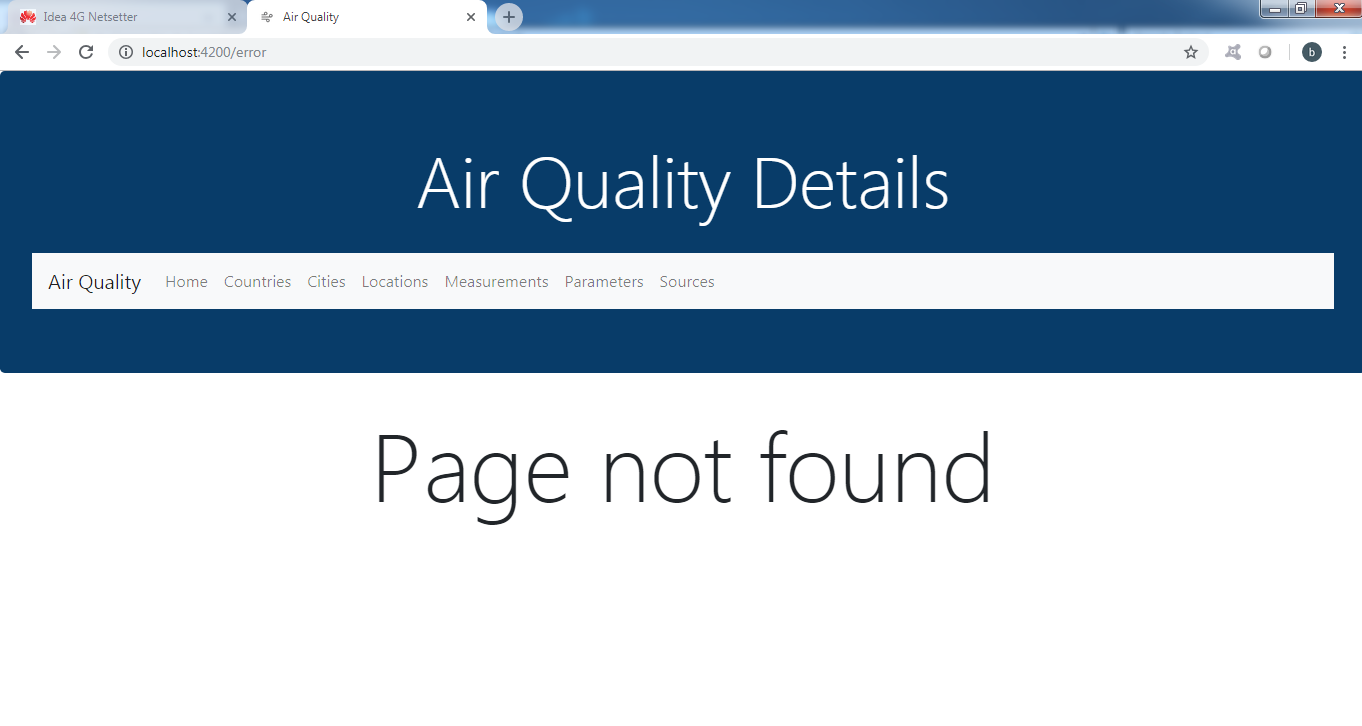 Idea 4G Netsetter
Air Quality
localhost:4200/error
b
Air Quality Details
Air Quality Home Countries Cities Locations Measurements Parameters Sources
Page not found